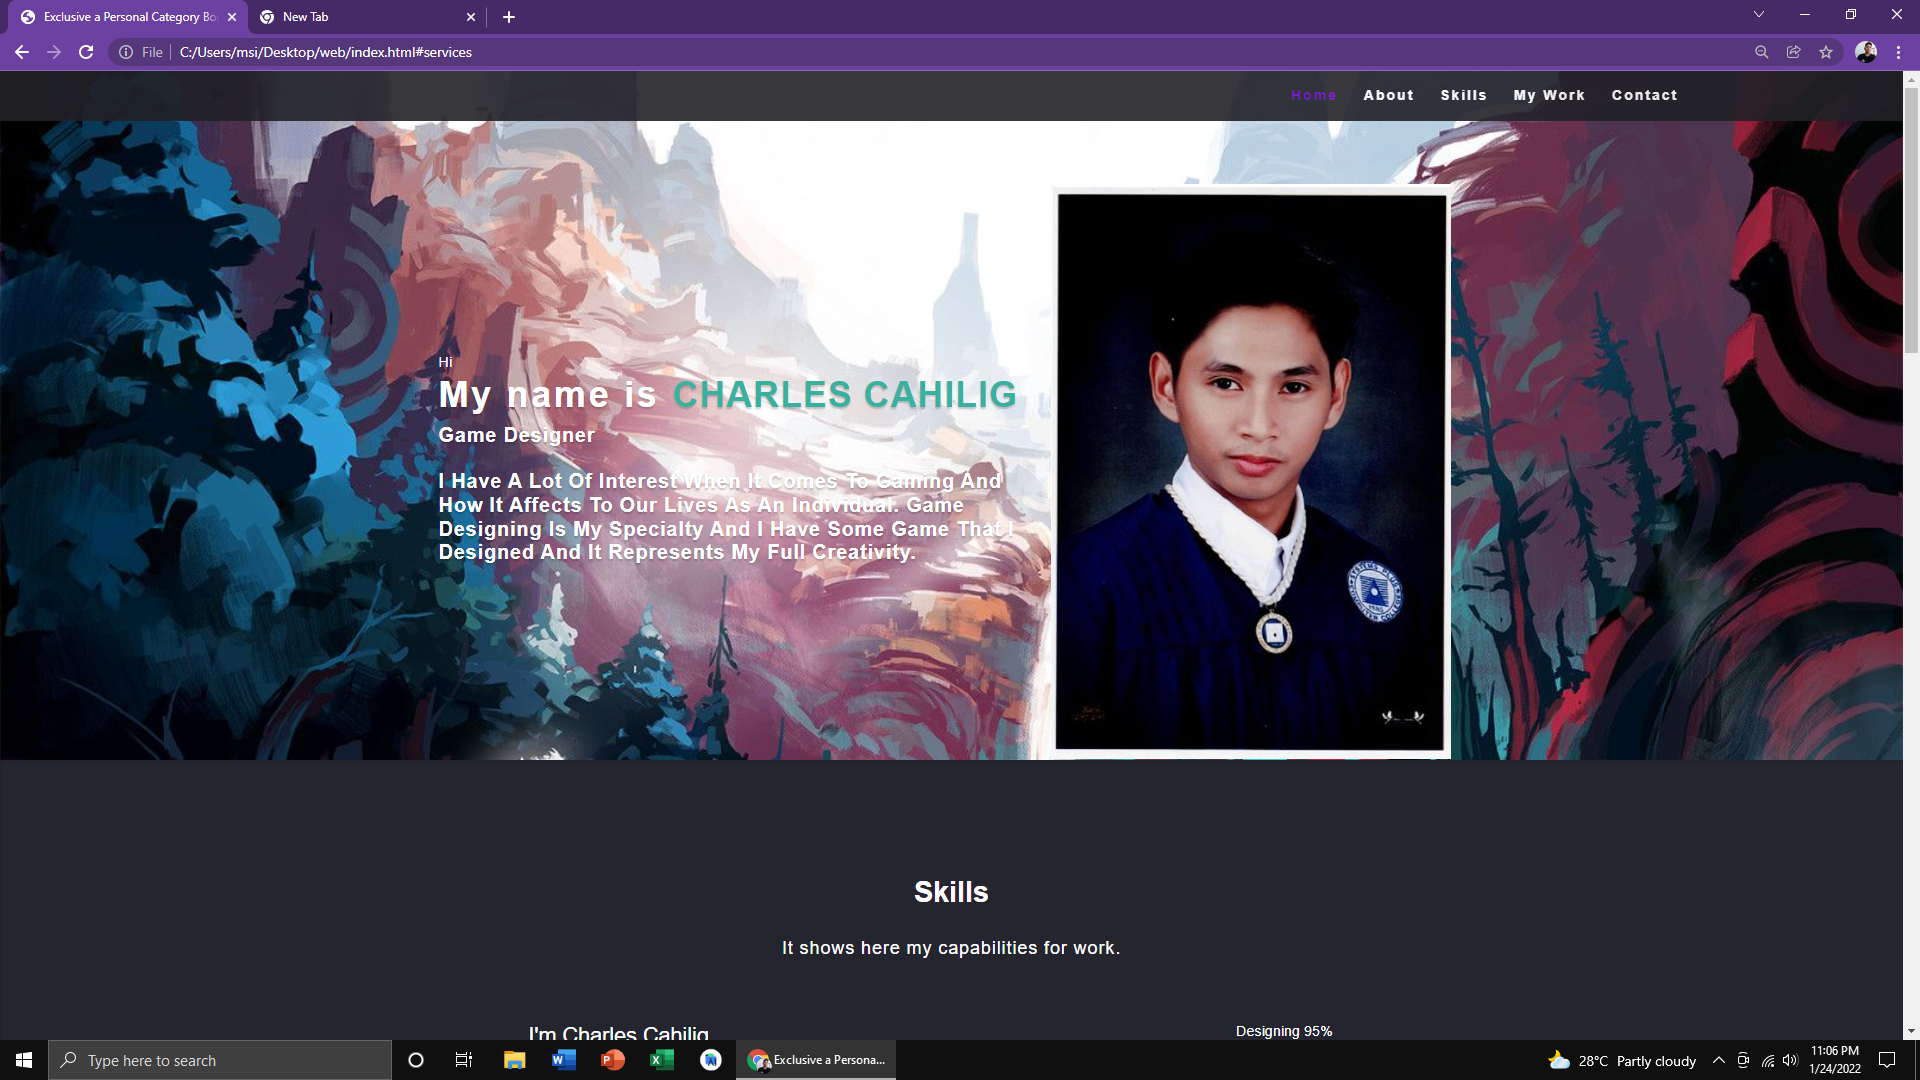 Exclusive a Personal Category Bo
New Tab
File
C:/Users/msi/Desktop/web/index.html#services
Home
About
Skills
My Work
Contact
Hi
My name is CHARLES CAHILIG
Game Designer
I Have A Lot Of Interest When It Comes To Gaming And
How It Affects To Our Lives As An Individual. Game
Designing Is My Specialty And I Have Some Game That I
Designed And It Represents My Full Creativity.
SYSTEMS PLUS
Skills
It shows here my capabilities for work.
I'm Charles Cahilig
Designing 95%
Type here to search
Exclusive a Persona...
28°C Partly cloudy
11:06 PM
1/24/2022